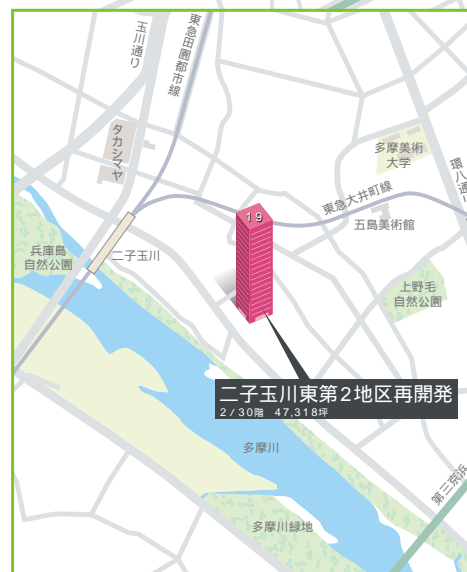 玉川通り
東急田園都市線
タカシマヤ
多摩美術
大学
環八通り
東急大井町線
19
五島美術館
兵庫島
自然公園
二子玉川
上野毛
自然公園
二子玉川東第2地区再開発
2/30階 47,318坪
多摩川
第三京浜
多摩川緑地